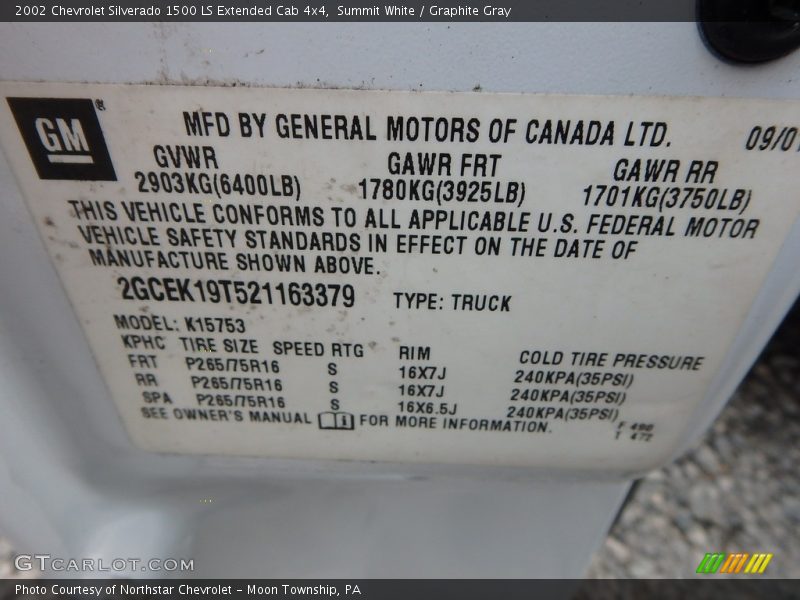 2002 Chevrolet Silverado 1500 LS Extended Cab 4x4, Summit White / Graphite Gray
GM®
MFD BY GENERAL MOTORS OF CANADA LTD. 09/01
GVWR GAWR FRT GAWR RR
2903KG(6400LB) 1780KG(3925LB) 1701KG(3750LB)
THIS VEHICLE CONFORMS TO ALL APPLICABLE U.S. FEDERAL MOTOR
VEHICLE SAFETY STANDARDS IN EFFECT ON THE DATE OF
MANUFACTURE SHOWN ABOVE.
2GCEK19T521163379 TYPE: TRUCK
MODEL: K15753
KPHC TIRE SIZE SPEED RTG RIM COLD TIRE PRESSURE
FRT P265/75R16 S 16X7J 240KPA(35PSI)
RR P265/75R16 S 16X7J 240KPA(35PSI)
SPA P265/75R16 S 16X6.5J 240KPA(35PSI)
SEE OWNER'S MANUAL i FOR MORE INFORMATION.
F 490
T 472
GTCARLOT.COM
Photo Courtesy of Northstar Chevrolet - Moon Township, PA